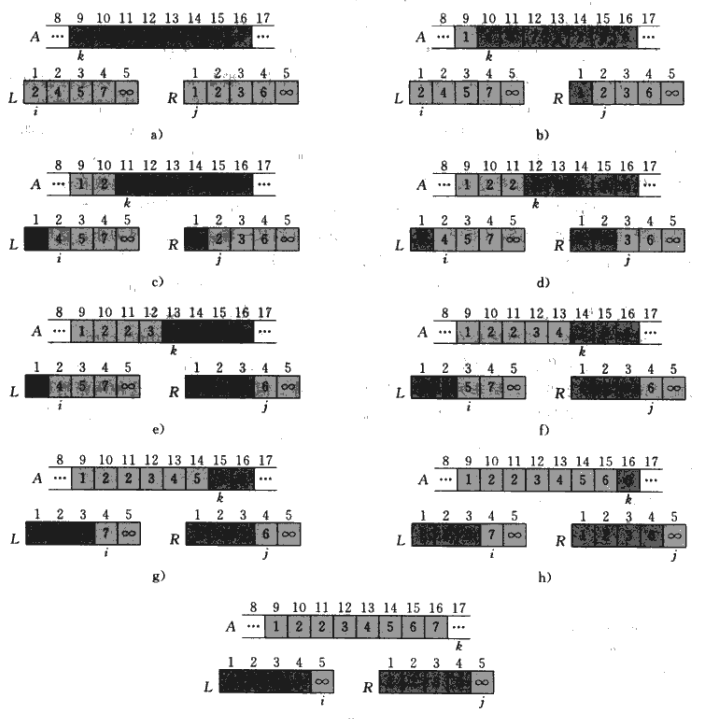 8 9 10 11 12 13 14 15 16 17
A ... ...
k
1 2 3 4 5
L 2 4 5 7 ∞
i
1 2 3 4 5
R 1 2 3 6 ∞
j
a)
8 9 10 11 12 13 14 15 16 17
A ... 1 ...
k
1 2 3 4 5
L 2 4 5 7 ∞
i
1 2 3 4 5
R 1 2 3 6 ∞
j
b)
8 9 10 11 12 13 14 15 16 17
A ... 1 2 ...
k
1 2 3 4 5
L 4 5 7 ∞
i
1 2 3 4 5
R 2 3 6 ∞
j
c)
8 9 10 11 12 13 14 15 16 17
A ... 1 2 2 ...
k
1 2 3 4 5
L 4 5 7 ∞
i
1 2 3 4 5
R 3 6 ∞
j
d)
8 9 10 11 12 13 14 15 16 17
A ... 1 2 2 3 ...
k
1 2 3 4 5
L 4 5 7 ∞
i
1 2 3 4 5
R 6 ∞
j
e)
8 9 10 11 12 13 14 15 16 17
A ... 1 2 2 3 4 ...
k
1 2 3 4 5
L 5 7 ∞
i
1 2 3 4 5
R 6 ∞
j
f)
8 9 10 11 12 13 14 15 16 17
A ... 1 2 2 3 4 5 ...
k
1 2 3 4 5
L 7 ∞
i
1 2 3 4 5
R 6 ∞
j
g)
8 9 10 11 12 13 14 15 16 17
A ... 1 2 2 3 4 5 6 ...
k
1 2 3 4 5
L 7 ∞
i
1 2 3 4 5
R ∞
j
h)
8 9 10 11 12 13 14 15 16 17
A ... 1 2 2 3 4 5 6 7 ...
k
1 2 3 4 5
L ∞
i
1 2 3 4 5
R ∞
j